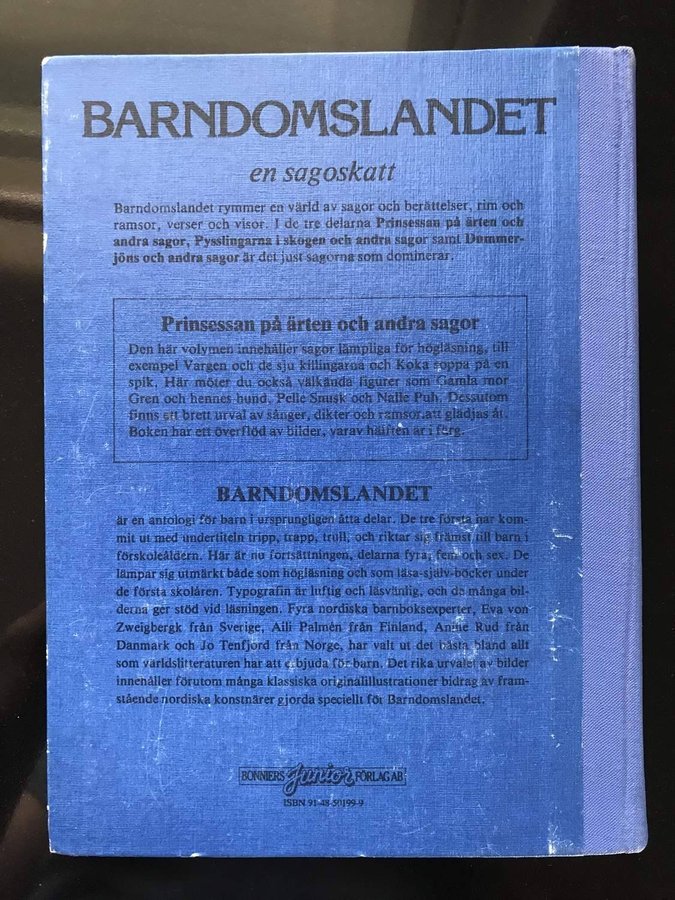 BARNDOMSLANDET
en sagoskatt
Barndomslandet rymmer en värld av sagor och berättelser, rim och
ramsor, verser och visor. I de tre delarna Prinsessan på ärten och
andra sagor, Pysslingarna i skogen och andra sagor samt Dummer-
jöns och andra sagor är det just sagorna som dominerar.
Prinsessan på ärten och andra sagor
Den här volymen innehåller sagor lämpliga för högläsning, till
exempel Vargen och de sju killingarna och Koka soppa på en
spik. Här möter du också välkända figurer som Gamla mor
Gren och hennes hund, Pelle Snusk och Nalle Puh. Dessutom
finns ett brett urval av sånger, dikter och ramsor att glädjas åt.
Boken har ett överflöd av bilder, varav hälften är i färg.
BARNDOMSLANDET
är en antologi för barn i ursprungligen åtta delar. De tre första har kom-
mit ut med undertiteln tripp, trapp, trull, och riktar sig främst till barn i
förskoleåldern. Här är nu fortsättningen, delarna fyra, fem och sex. De
lämpar sig utmärkt både som högläsning och som läsa-själv-böcker under
de första skolåren. Typografin är luftig och läsvänlig, och de många bil-
derna ger stöd vid läsningen. Fyra nordiska barnboksexperter, Eva von
Zweigbergk från Sverige, Aili Palmén från Finland, Anine Rud från
Danmark och Jo Tenfjord från Norge, har valt ut det bästa bland allt
som världslitteraturen har att erbjuda för barn. Det rika urvalet av bilder
innehåller förutom många klassiska originalillustrationer bidrag av fram-
stående nordiska konstnärer gjorda speciellt för Barndomslandet.
BONNIERS Junior FÖRLAG AB
ISBN 91-48-50199-9